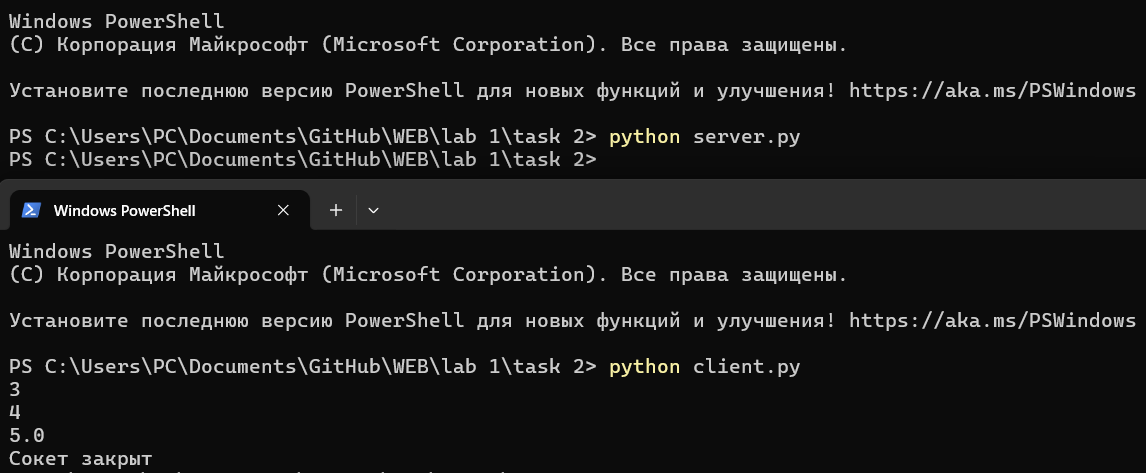 Windows PowerShell
(C) Корпорация Майкрософт (Microsoft Corporation). Все права защищены.
Установите последнюю версию PowerShell для новых функций и улучшения! https://aka.ms/PSWindows
PS C:\Users\PC\Documents\GitHub\WEB\lab 1\task 2> python server.py
PS C:\Users\PC\Documents\GitHub\WEB\lab 1\task 2>
Windows PowerShell
Windows PowerShell
(C) Корпорация Майкрософт (Microsoft Corporation). Все права защищены.
Установите последнюю версию PowerShell для новых функций и улучшения! https://aka.ms/PSWindows
PS C:\Users\PC\Documents\GitHub\WEB\lab 1\task 2> python client.py
3
4
5.0
Сокет закрыт